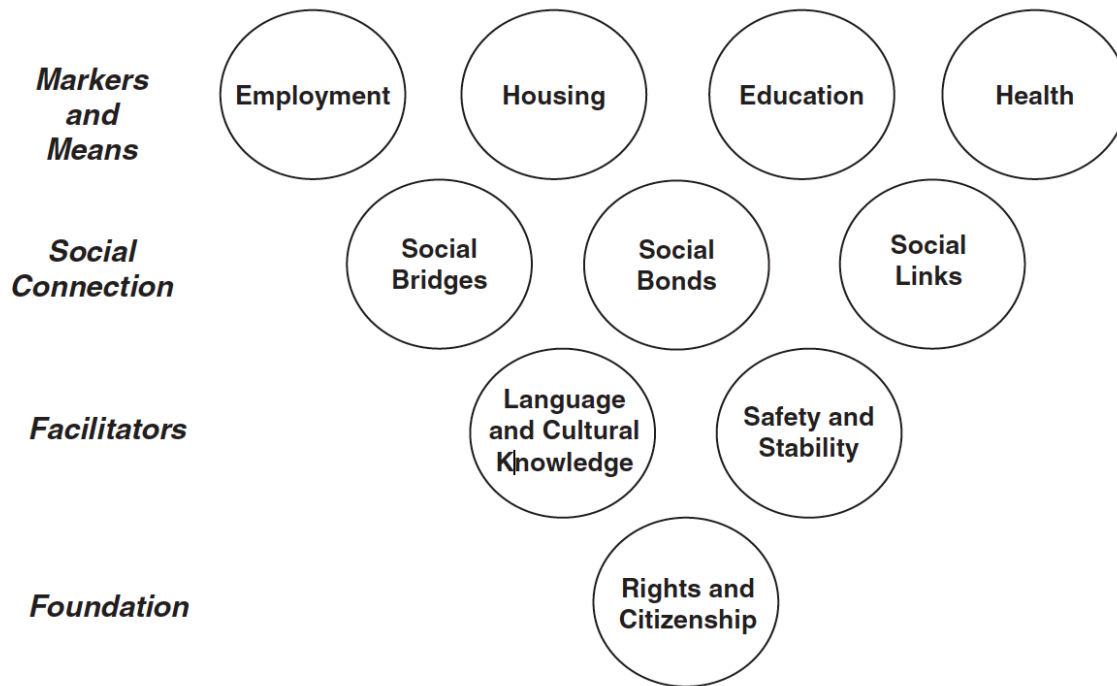 Markers
and
Means
Employment
Housing
Education
Health
Social
Connection
Social
Bridges
Social
Bonds
Social
Links
Facilitators
Language
and Cultural
Knowledge
Safety and
Stability
Foundation
Rights and
Citizenship